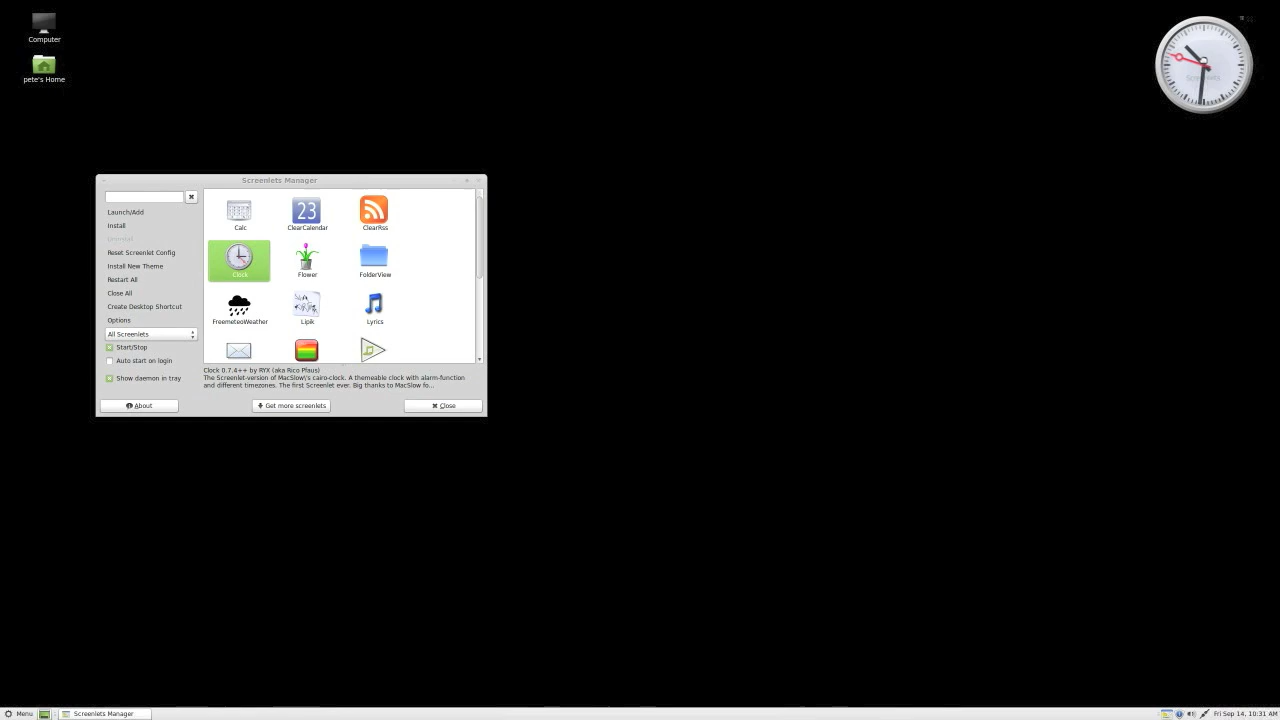 Computer
pete's Home
Screenlets Manager
Launch/Add
Install
Uninstall
Reset Screenlet Config
Install New Theme
Restart All
Close All
Create Desktop Shortcut
Options
All Screenlets
Start/Stop
Auto start on login
Show daemon in tray
Calc
ClearCalendar
23
ClearRss
Clock
Flower
FolderView
FreemeteoWeather
Lipik
Lyrics
Clock 0.7.4++ by RYX (aka Rico Pfaus)
The Screenlet-version of MacSlow\'s cairo-clock. A themeable clock with alarm-function
and different timezones. The first Screenlet ever. Big thanks to MacSlow fo...
About
Get more screenlets
Close
Screenlets
Menu
Screenlets Manager
Fri Sep 14, 10:31 AM